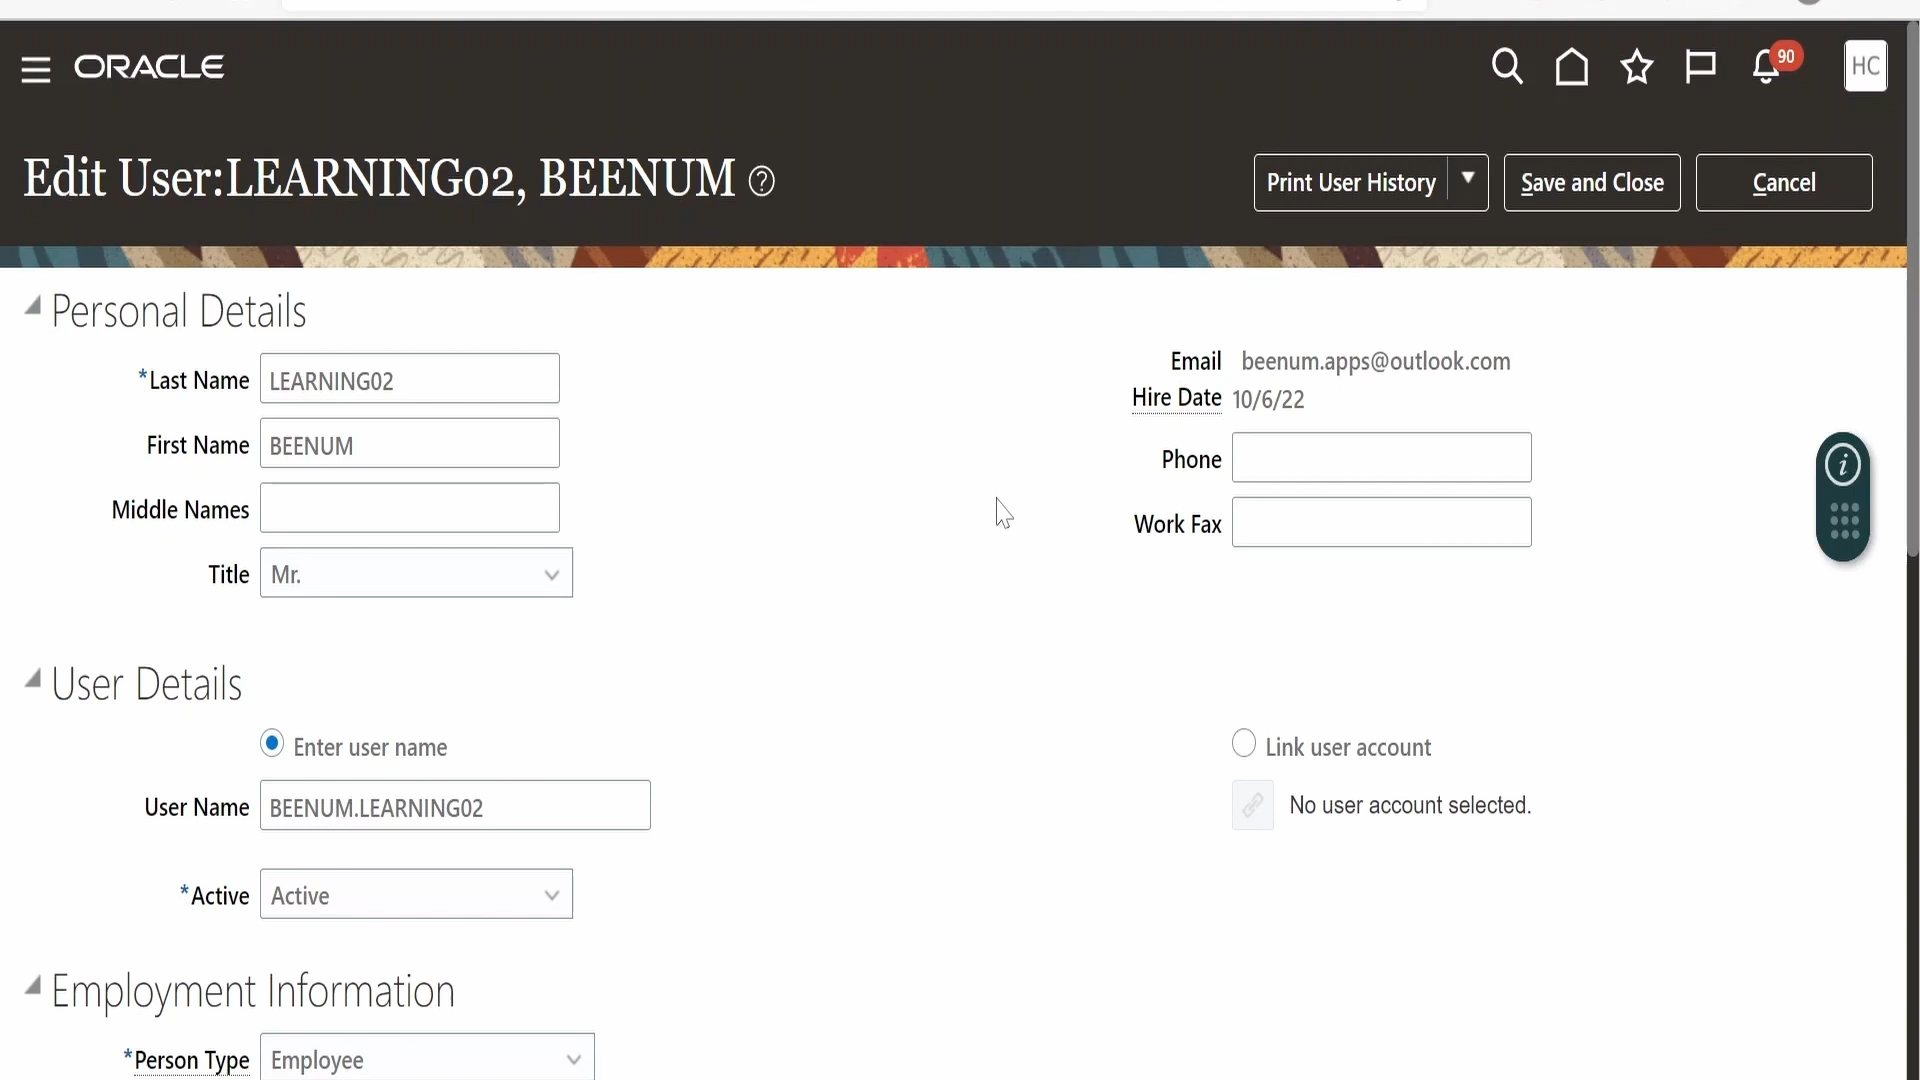 ORACLE
90
HC
Edit User:LEARNING02, BEENUM ?
Print User History
Save and Close
Cancel
Personal Details
*Last Name LEARNING02
First Name BEENUM
Middle Names
Title Mr.
Email beenum.apps@outlook.com
Hire Date 10/6/22
Phone
Work Fax
i
User Details
Enter user name
Link user account
User Name BEENUM.LEARNING02
No user account selected.
*Active Active
Employment Information
*Person Type Employee